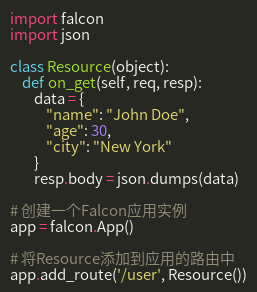 import falcon
import json

class Resource(object):
    def on_get(self, req, resp):
        data = {
            "name": "John Doe",
            "age": 30,
            "city": "New York"
        }
        resp.body = json.dumps(data)

# 创建一个Falcon应用实例
app = falcon.App()

# 将Resource添加到应用的路由中
app.add_route('/user', Resource())